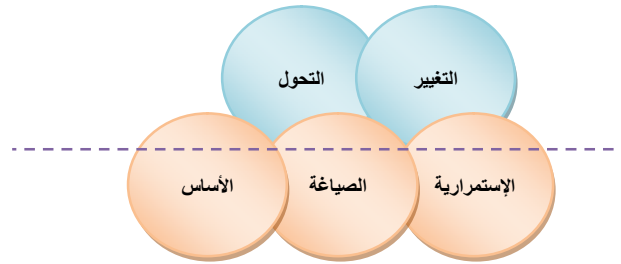 التغيير
التحول
الإستمرارية
الصياغة
الأساس